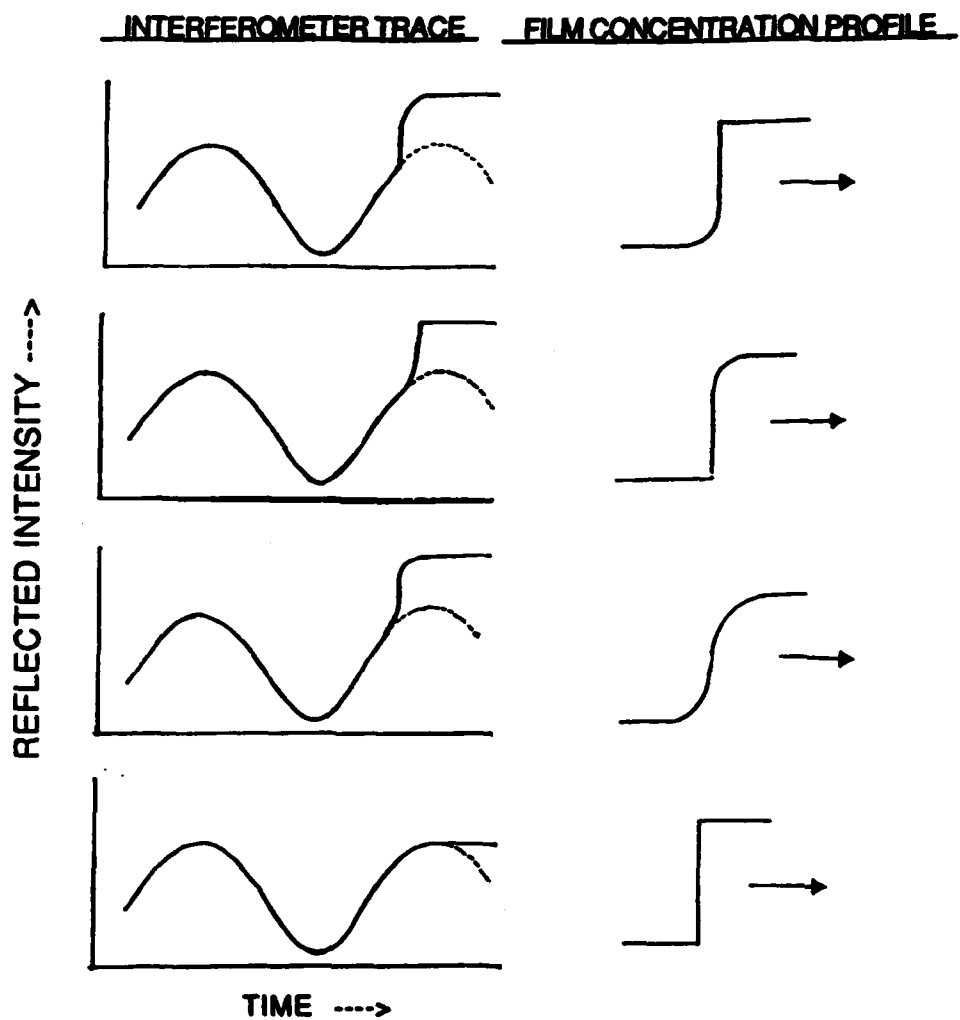 INTERFEROMETER TRACE
FILM CONCENTRATION PROFILE
REFLECTED INTENSITY ---->
TIME ---->